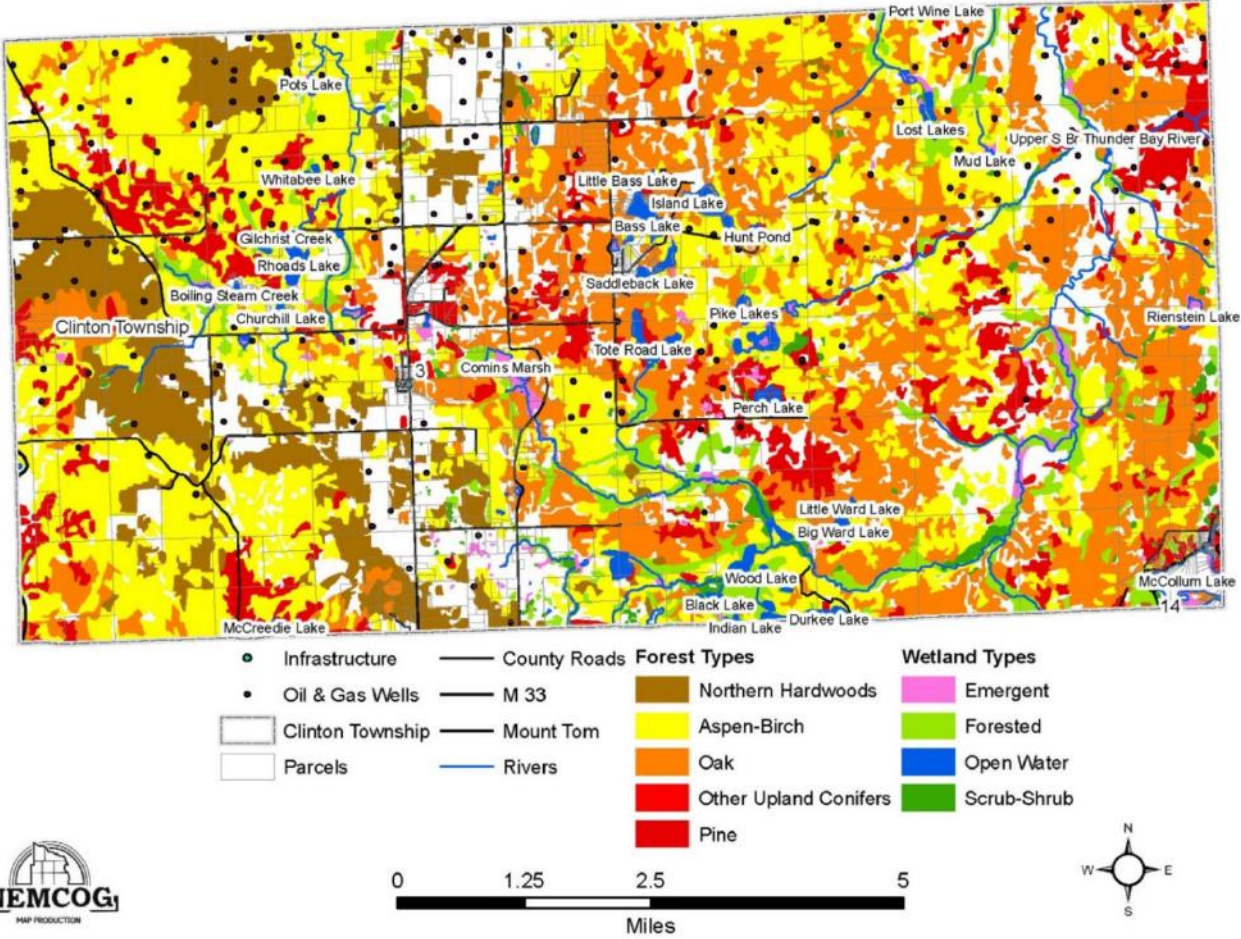 Port Wine Lake
Pots Lake
Lost Lakes
Upper S Br Thunder Bay River
Mud Lake
Whitabee Lake
Little Bass Lake
Island Lake
Gilchrist Creek
Bass Lake
Hunt Pond
Rhoads Lake
Saddleback Lake
Boiling Steam Creek
Churchill Lake
Pike Lakes
Rienstein Lake
Clinton Township
Tote Road Lake
Comins Marsh
3
Perch Lake
Little Ward Lake
Big Ward Lake
Wood Lake
McCollum Lake
Black Lake
14
Durkee Lake
McCreedie Lake
Indian Lake
Infrastructure
Oil & Gas Wells
Clinton Township
Parcels
County Roads
M 33
Mount Tom
Rivers
Forest Types
Northern Hardwoods
Aspen-Birch
Oak
Other Upland Conifers
Pine
Wetland Types
Emergent
Forested
Open Water
Scrub-Shrub
NEMCOG
MAP PRODUCTION
0 1.25 2.5 5
Miles
N
W E
S